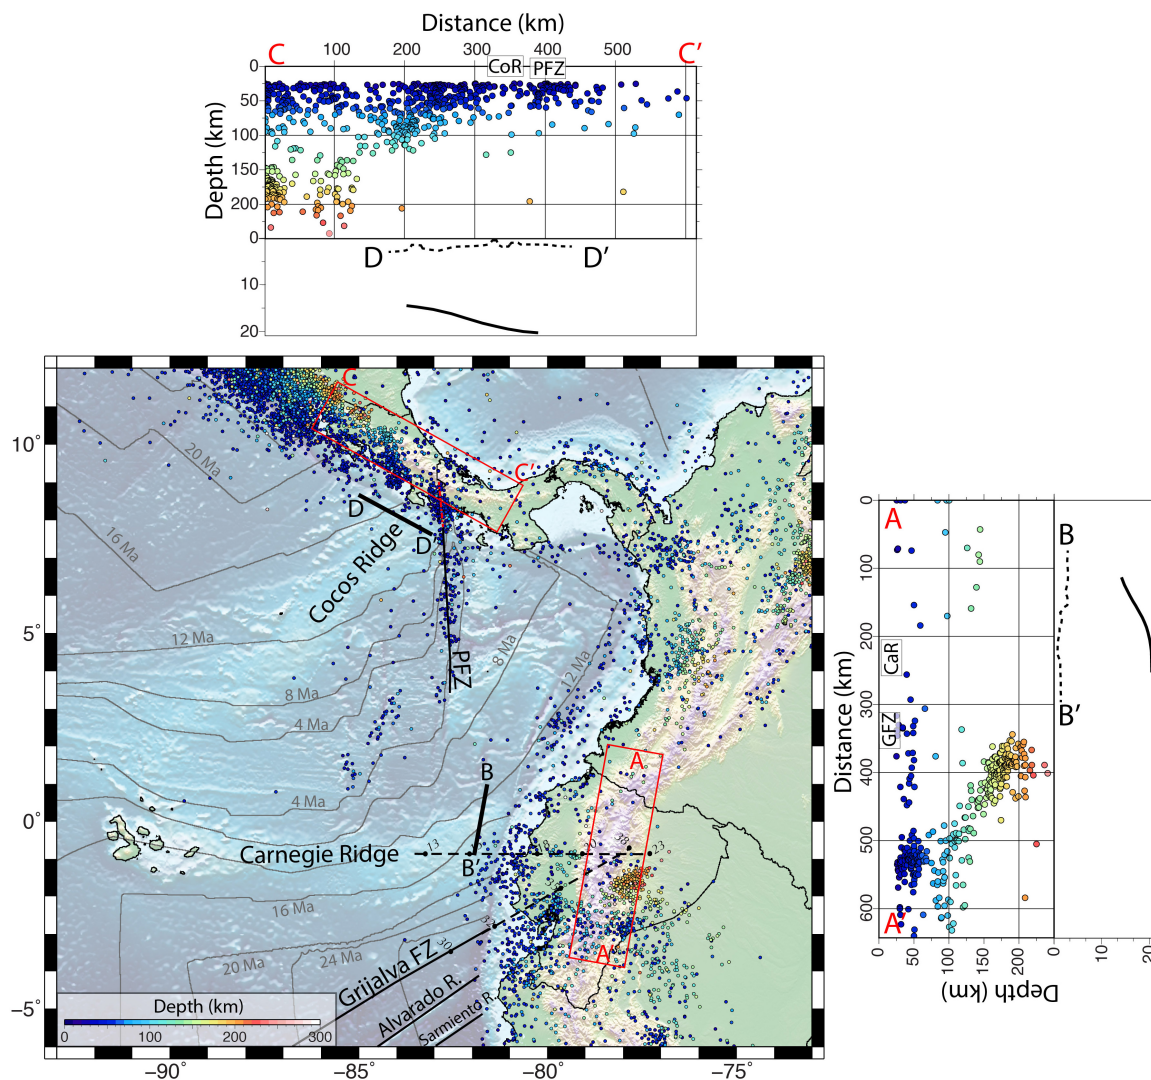 Distance (km)
C 100 200 300 400 500 C'
CoR PFZ
0
50
100
150
200
Depth (km)
0
10
20
D D'
C
C'
10°
5°
0°
−5°
20 Ma
16 Ma
D
D'
Cocos Ridge
12 Ma
8 Ma
4 Ma
PFZ
8 Ma
12 Ma
4 Ma
B
A
Carnegie Ridge
13
38
23
B'
16 Ma
32
30
20 Ma
24 Ma
Grijalva FZ
Alvarado R.
Sarmiento R.
A'
Depth (km)
0 100 200 300
−90° −85° −80° −75°
0
100
200
300
400
500
600
Distance (km)
A
CaR
GFZ
A'
B
B'
0 50 100 150 200 0 10 20
Depth (km)